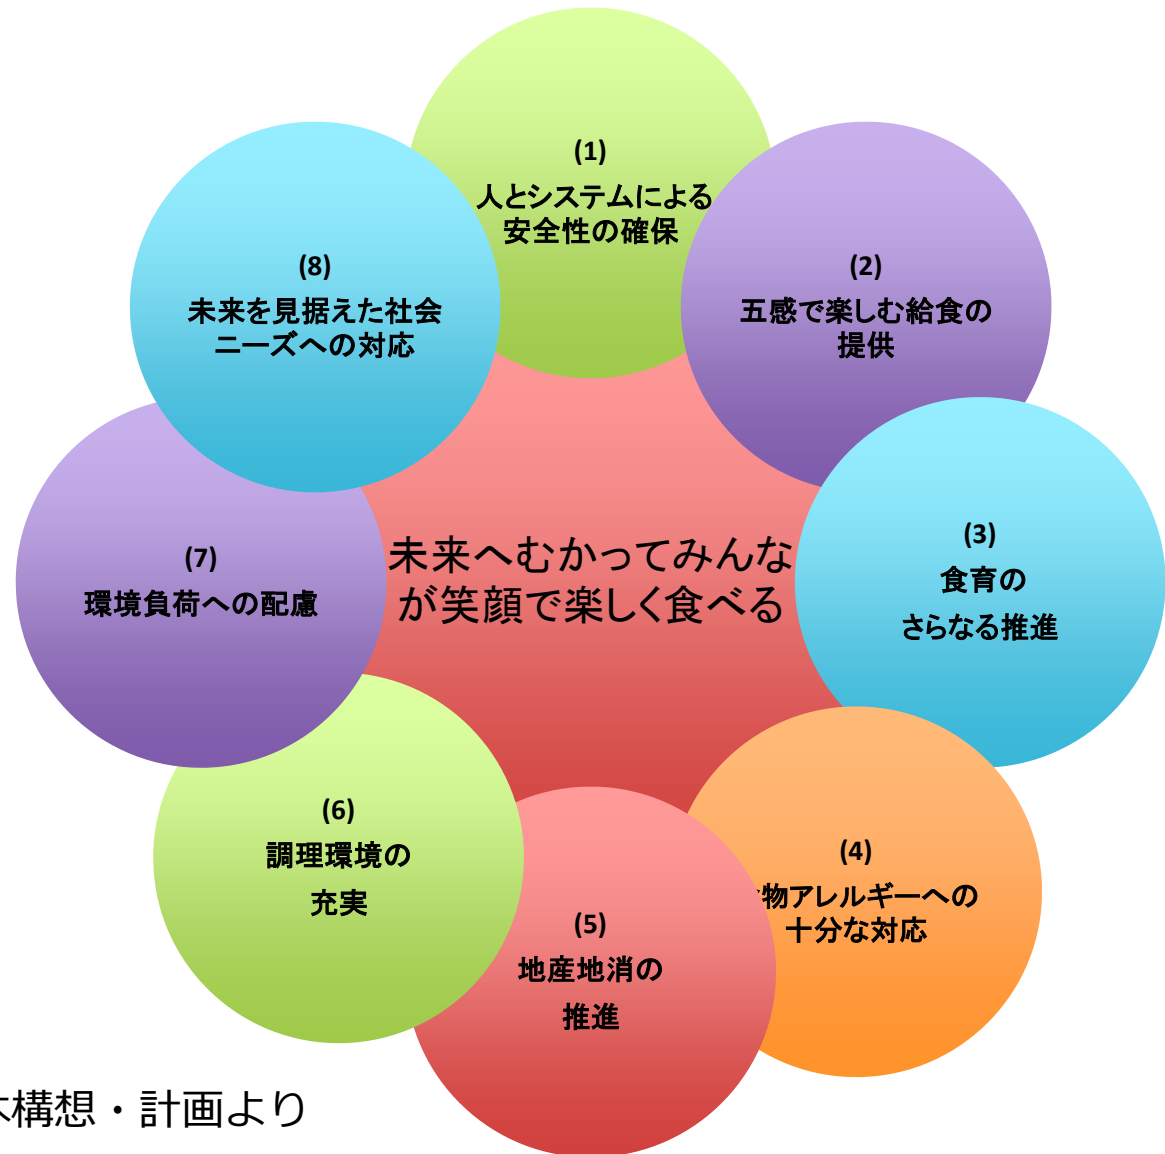 (1)
人とシステムによる
安全性の確保
(2)
五感で楽しむ給食の
提供
(3)
食育の
さらなる推進
(4)
物アレルギーへの
十分な対応
(5)
地産地消の
推進
(6)
調理環境の
充実
(7)
環境負荷への配慮
(8)
未来を見据えた社会
ニーズへの対応
未来へむかってみんな
が笑顔で楽しく食べる
構想・計画より